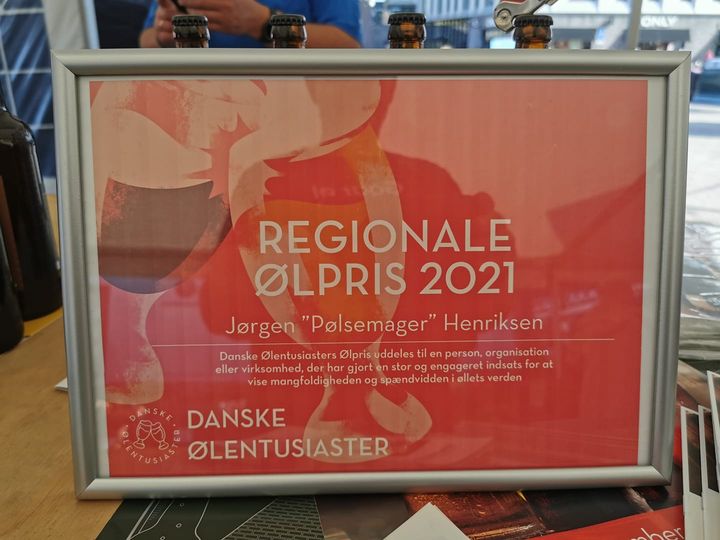 ONLY
REGIONALE
ØLPRIS 2021
Jørgen "Pølsemager" Henriksen
Danske Ølentusiasters Ølpris uddeles til en person, organisation
eller virksomhed, der har gjort en stor og engageret indsats for at
vise mangfoldigheden og spændvidden i øllets verden
DANSKE
ØLENTUSIASTER
DANSKE
ØLENTUSIASTER